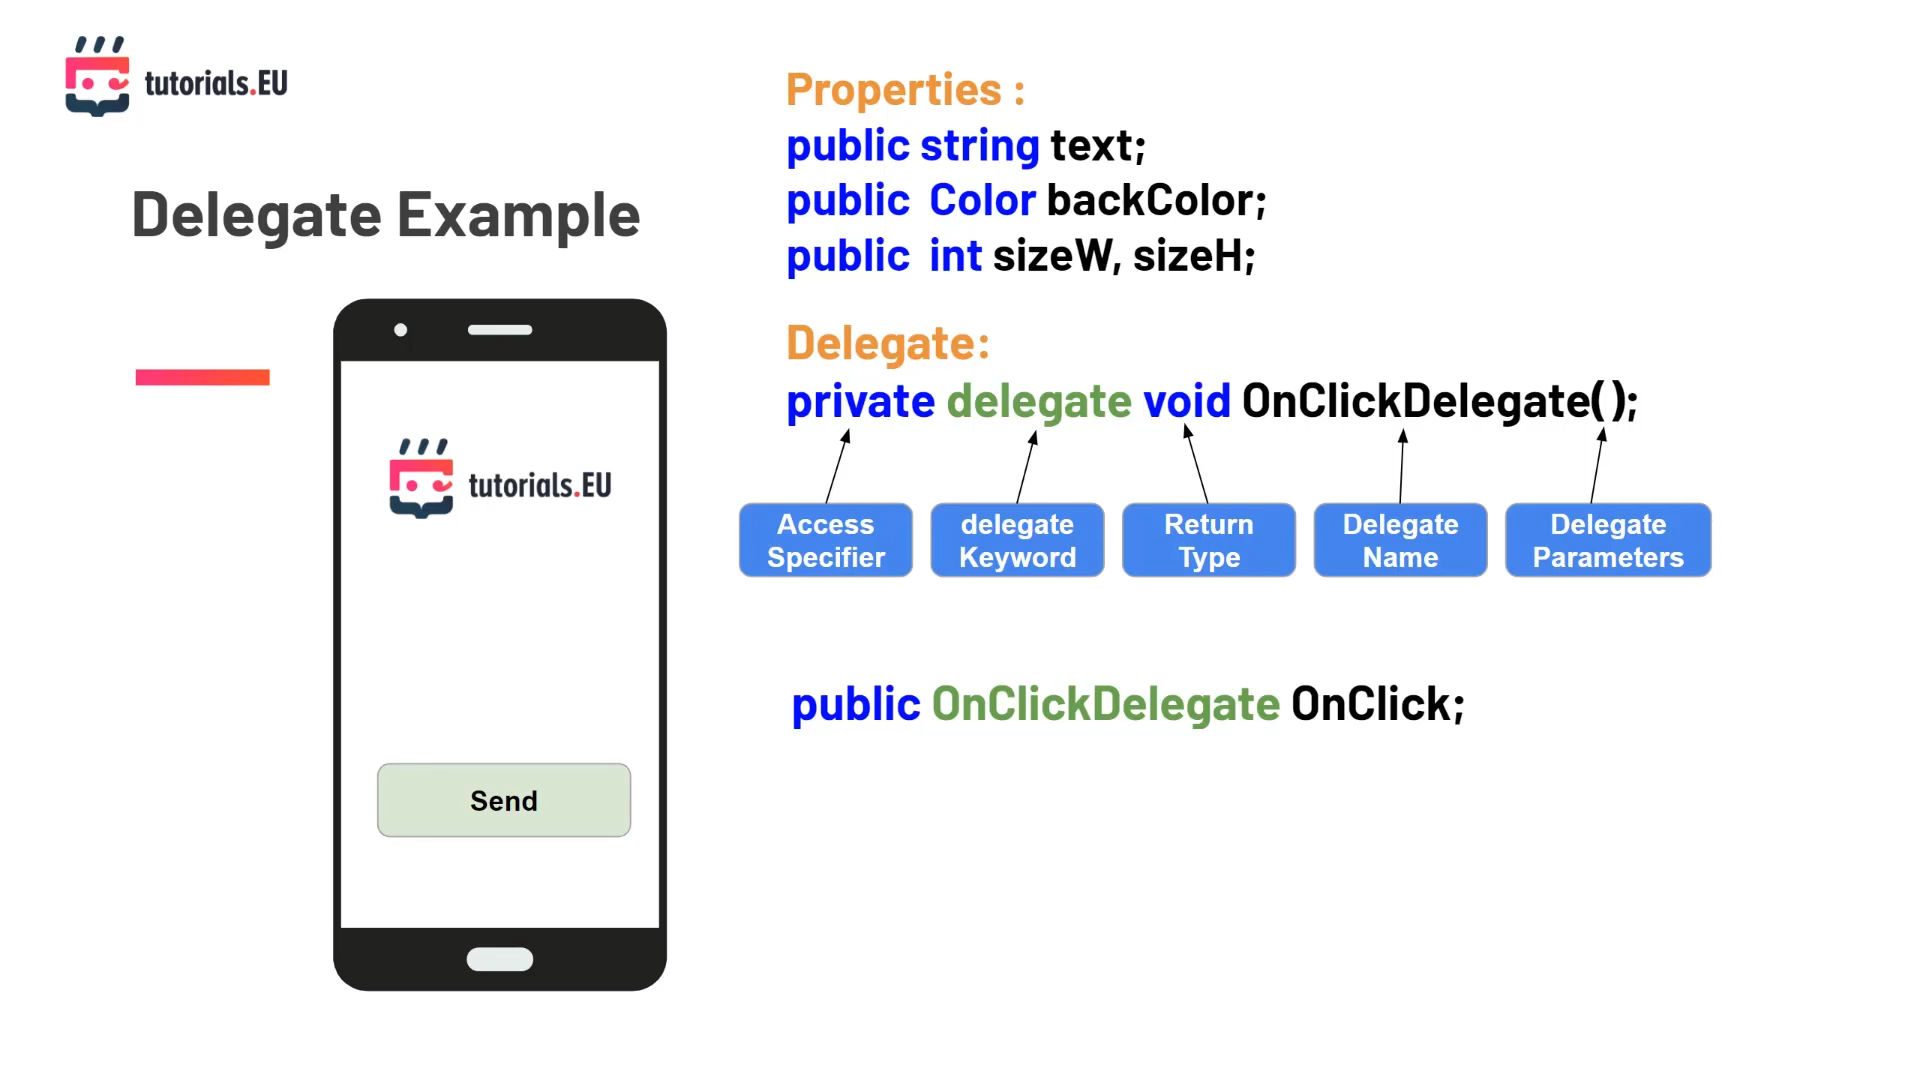 tutorials.EU
Delegate Example
Properties :
public string text;
public Color backColor;
public int sizeW, sizeH;
Delegate:
private delegate void OnClickDelegate();
Access
Specifier
delegate
Keyword
Return
Type
Delegate
Name
Delegate
Parameters
public OnClickDelegate OnClick;
tutorials.EU
Send